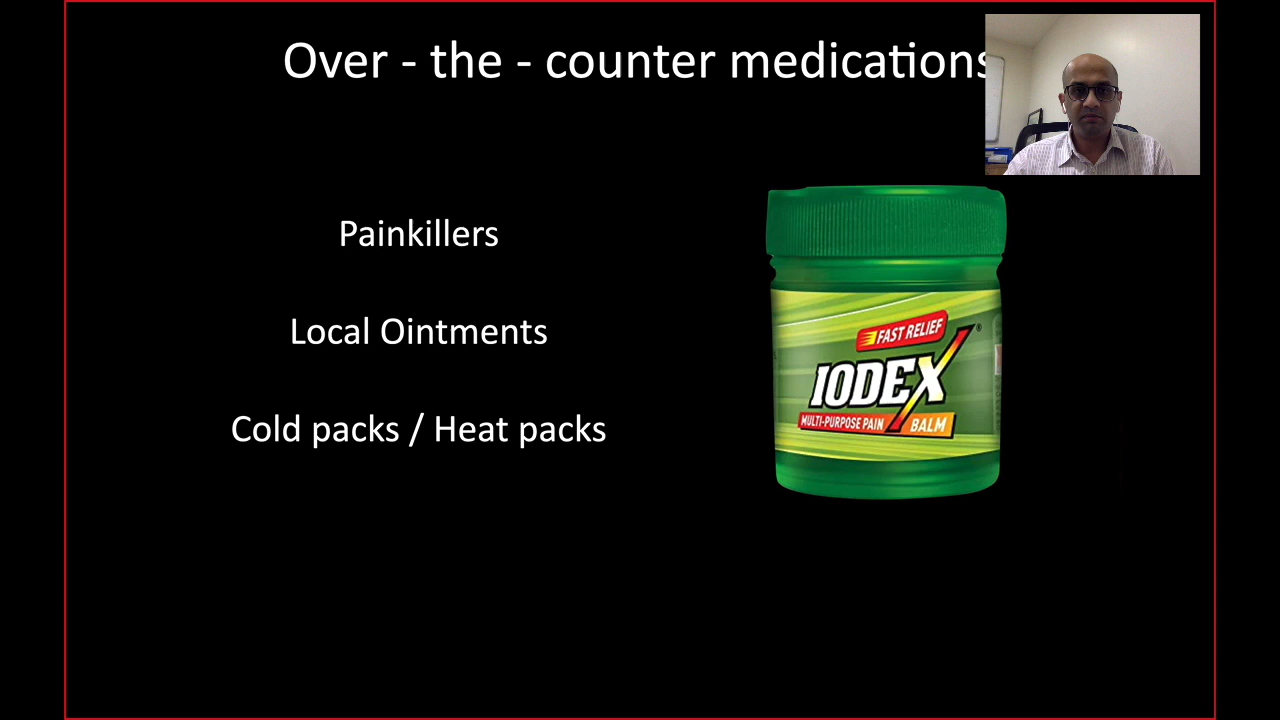 Over - the - counter medications
Painkillers
Local Ointments
Cold packs / Heat packs
FAST RELIEF
IODEX®
MULTI-PURPOSE PAIN BALM